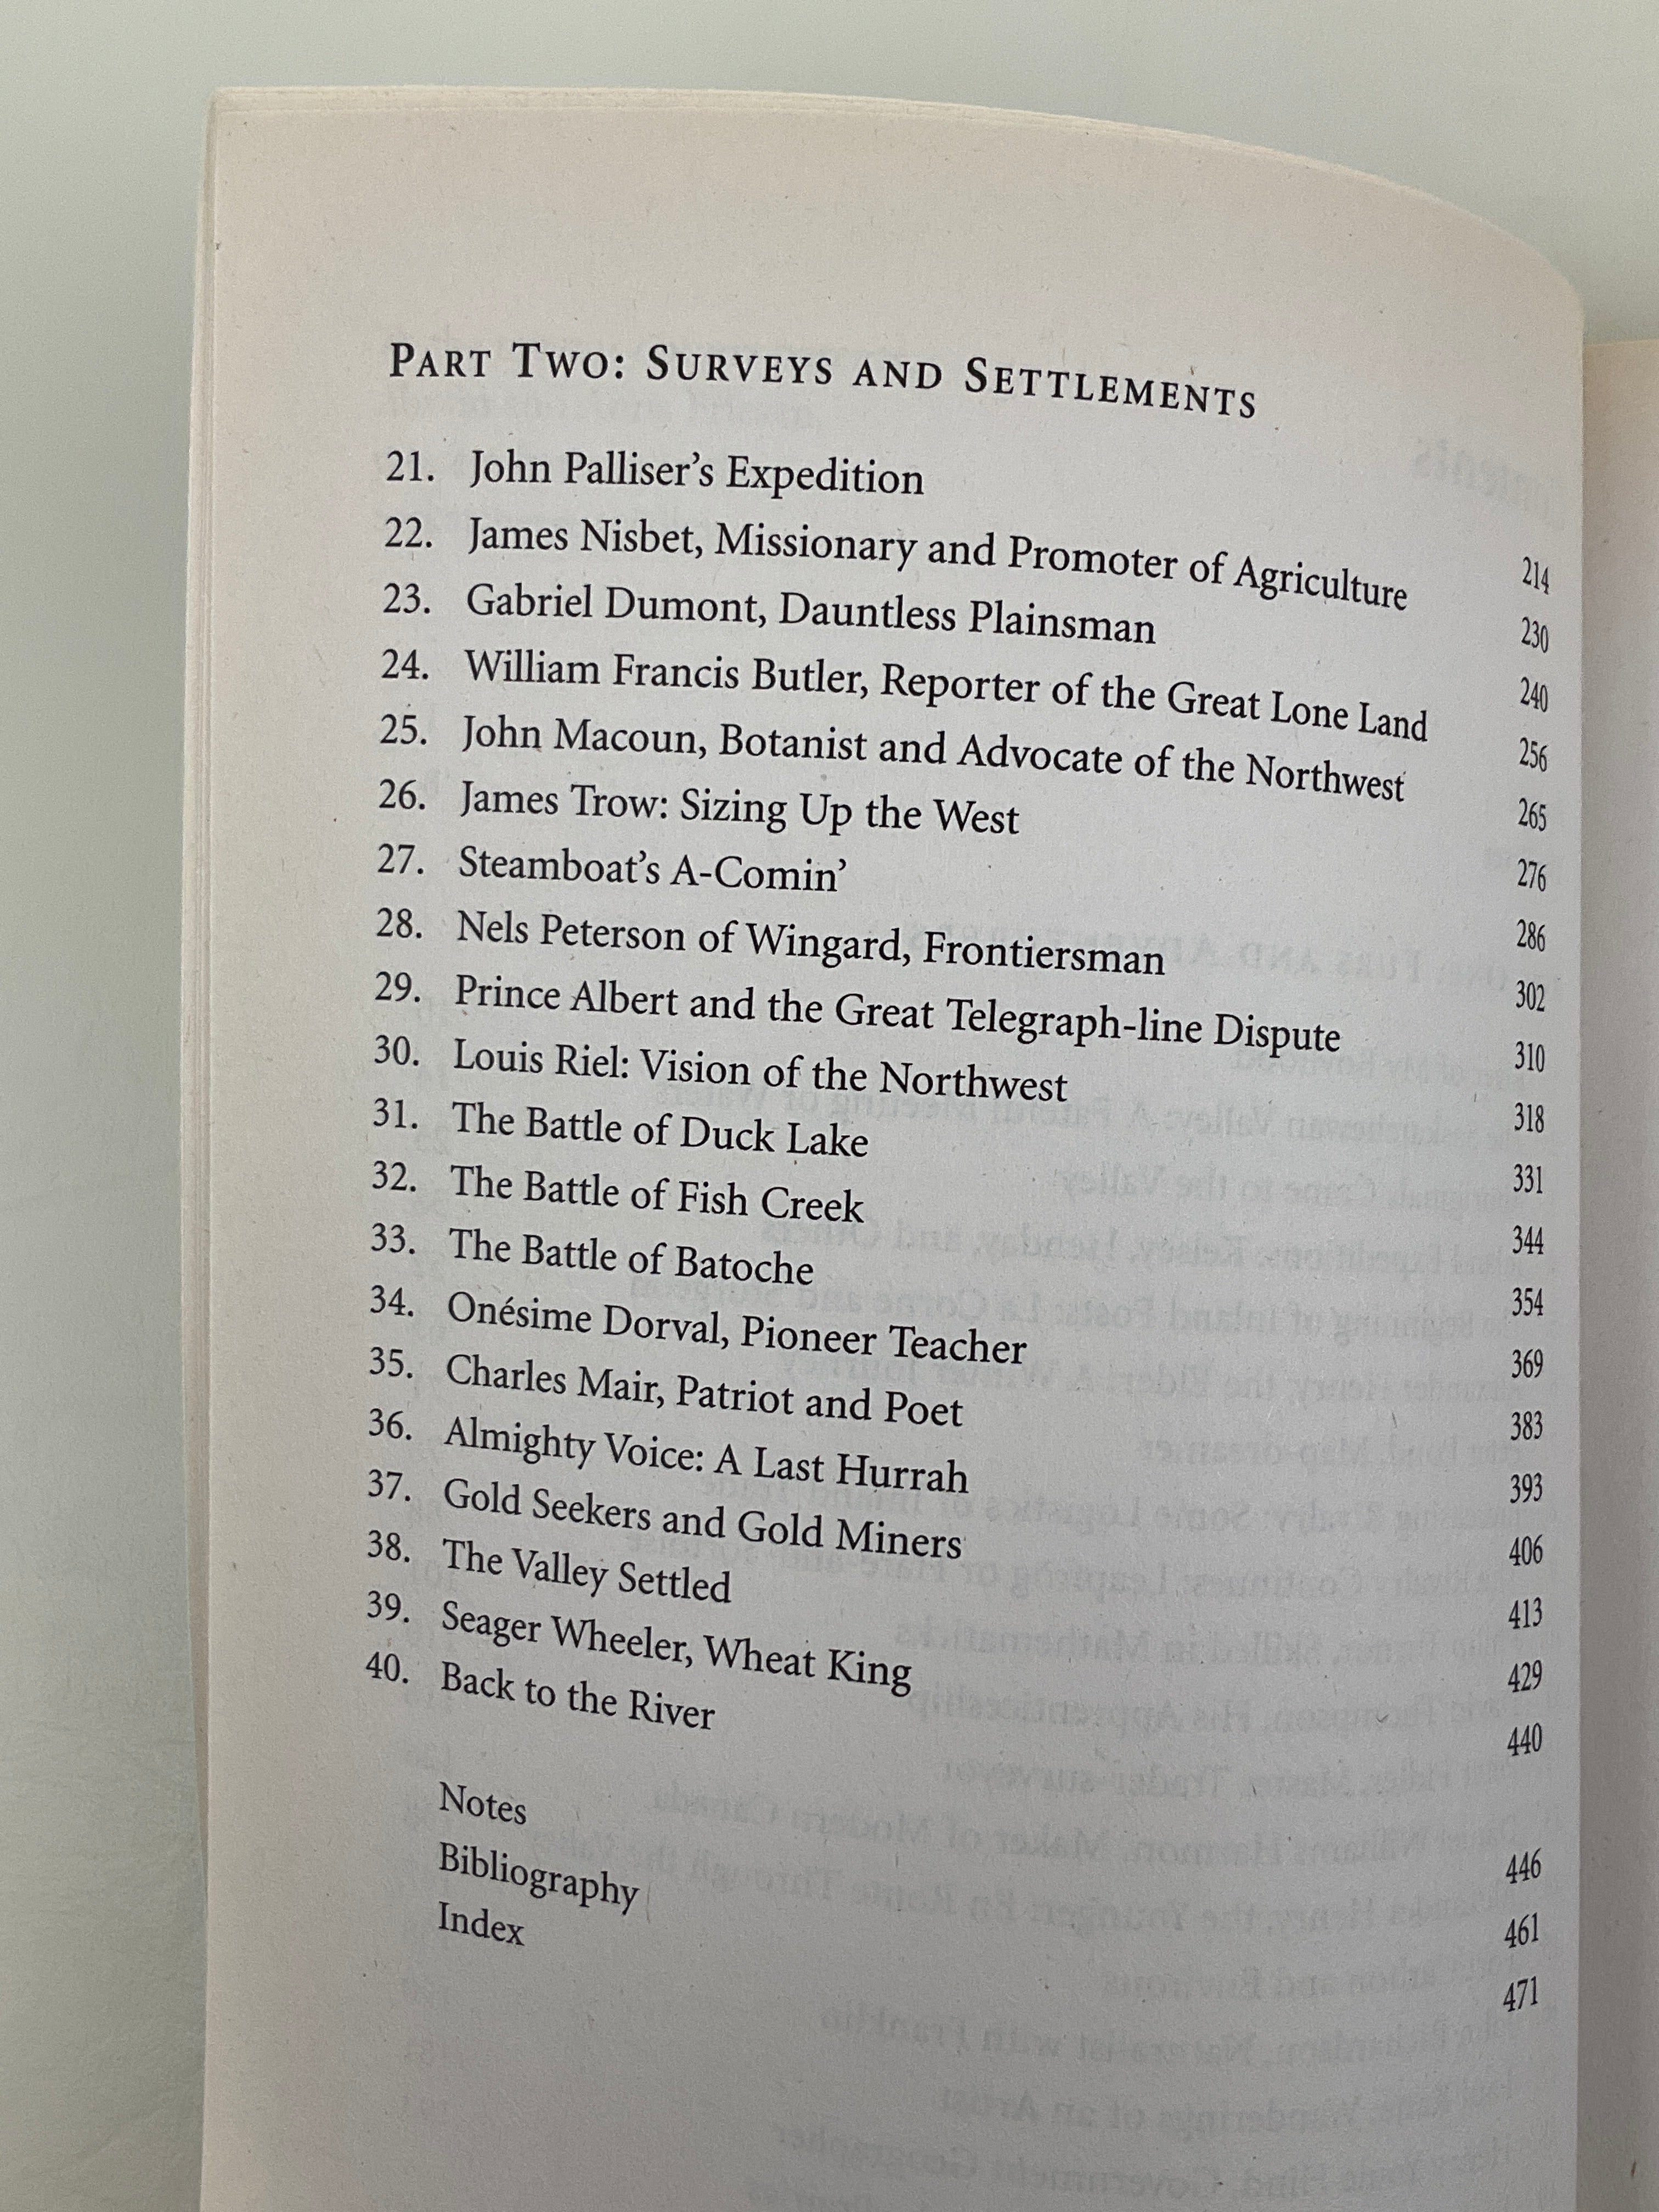 PART TWO: SURVEYS AND SETTLEMENTS
21. John Palliser's Expedition 214
22. James Nisbet, Missionary and Promoter of Agriculture 230
23. Gabriel Dumont, Dauntless Plainsman 240
24. William Francis Butler, Reporter of the Great Lone Land 256
25. John Macoun, Botanist and Advocate of the Northwest 265
26. James Trow: Sizing Up the West 276
27. Steamboat's A-Comin' 286
28. Nels Peterson of Wingard, Frontiersman 302
29. Prince Albert and the Great Telegraph-line Dispute 310
30. Louis Riel: Vision of the Northwest 318
31. The Battle of Duck Lake 331
32. The Battle of Fish Creek 344
33. The Battle of Batoche 354
34. Onésime Dorval, Pioneer Teacher 369
35. Charles Mair, Patriot and Poet 383
36. Almighty Voice: A Last Hurrah 393
37. Gold Seekers and Gold Miners 406
38. The Valley Settled 413
39. Seager Wheeler, Wheat King 429
40. Back to the River 440
Notes 446
Bibliography 461
Index 471